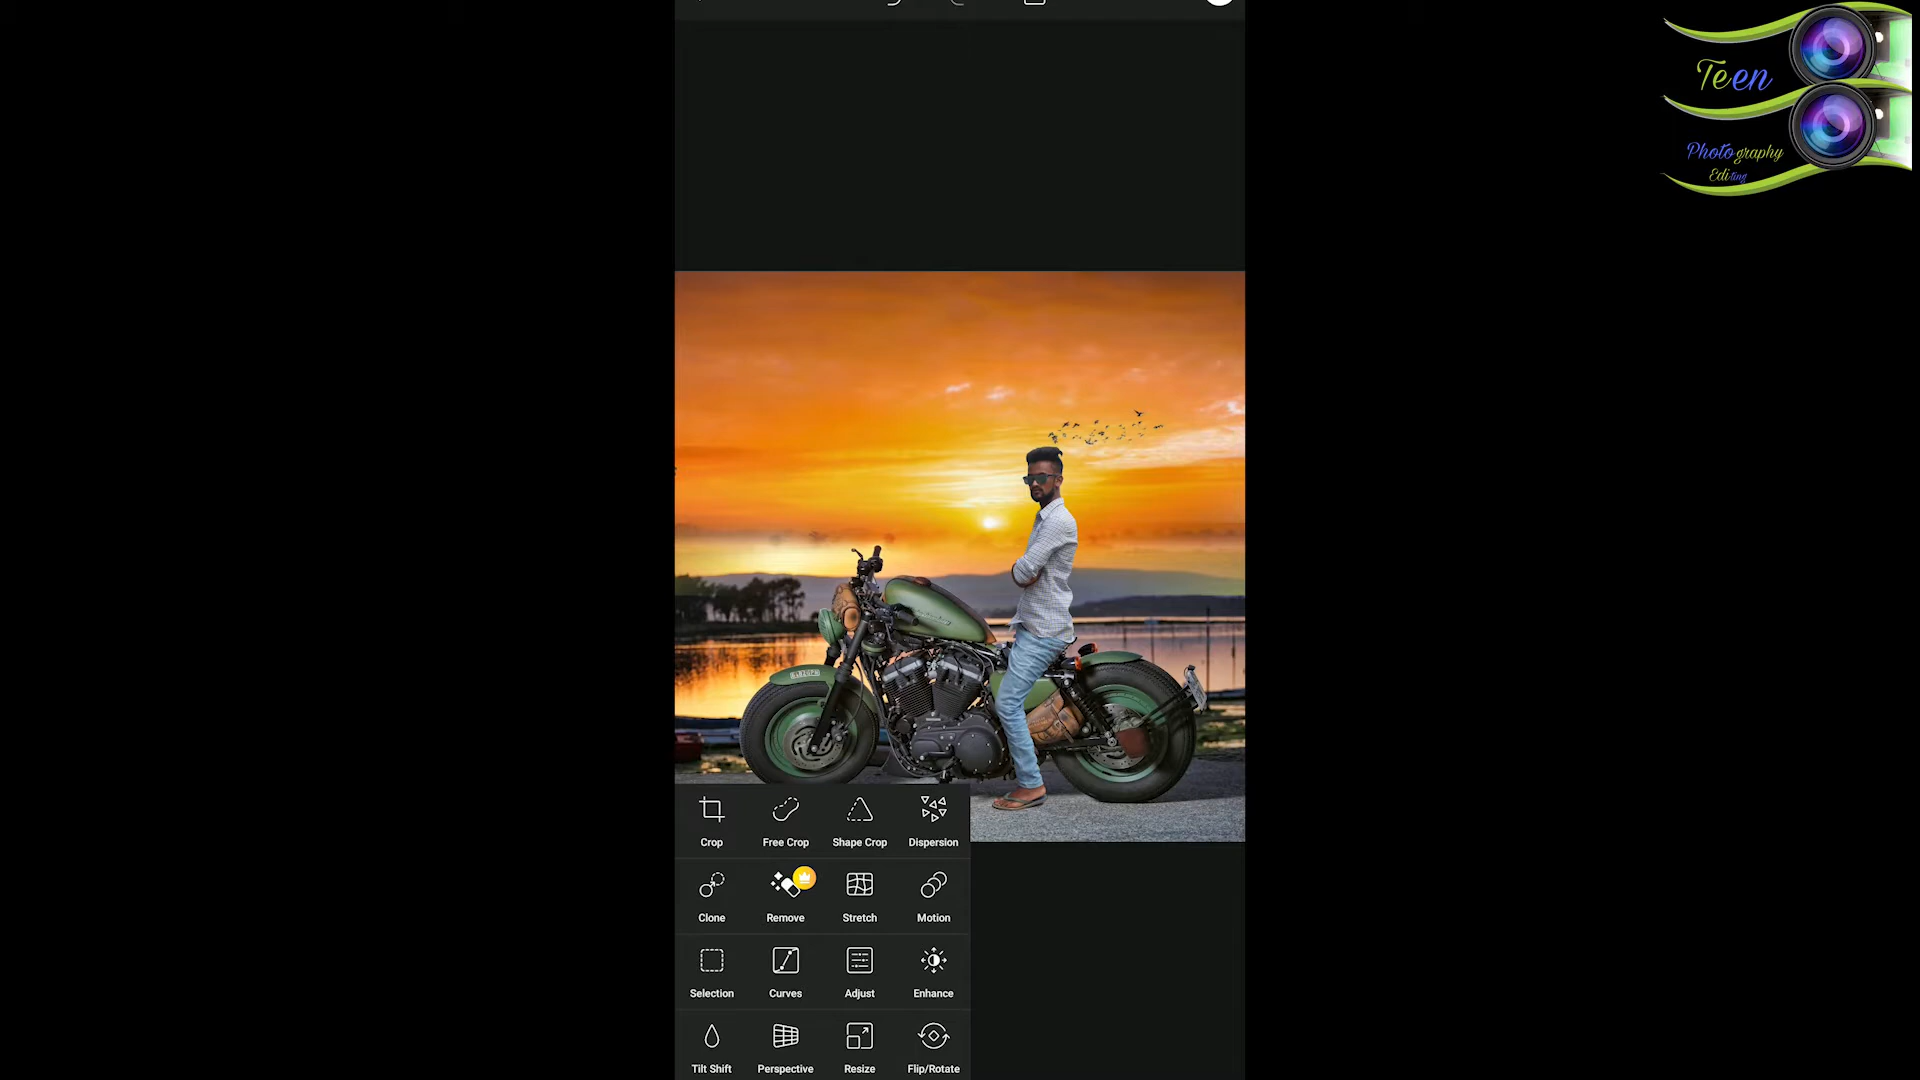 Teen
Photography
Editing
Crop Free Crop Shape Crop Dispersion
Clone Remove Stretch Motion
Selection Curves Adjust Enhance
Tilt Shift Perspective Resize Flip/Rotate